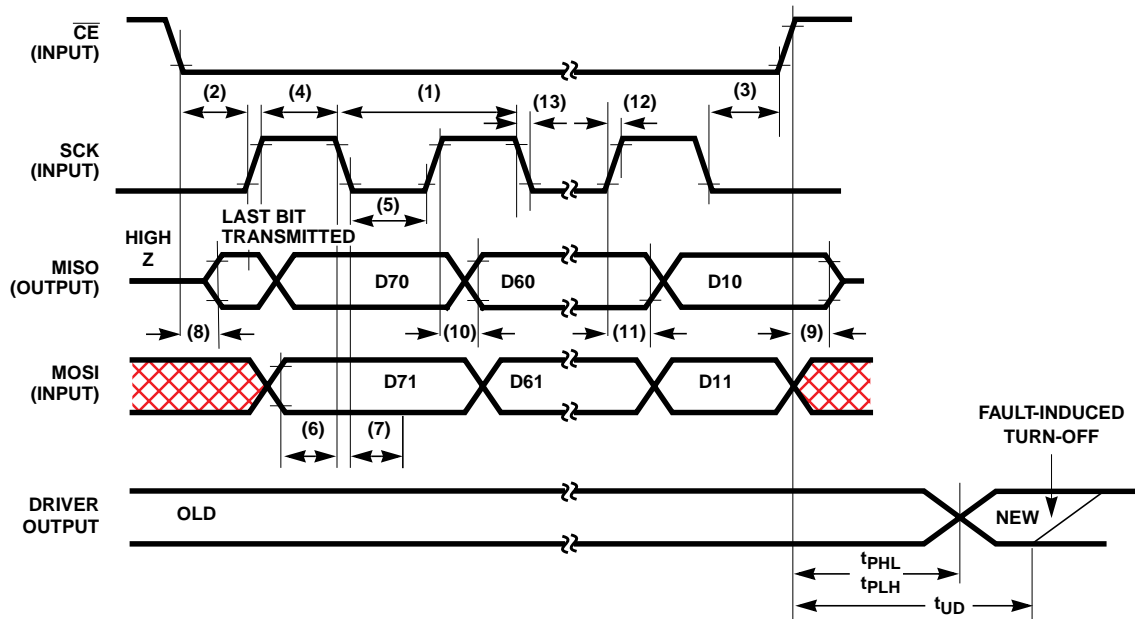 CE
(INPUT)
(2)
(4)
(1)
(13)
(12)
(3)
SCK
(INPUT)
(5)
LAST BIT
TRANSMITTED
HIGH
Z
MISO
(OUTPUT)
D70
D60
D10
(8)
(10)
(11)
(9)
MOSI
(INPUT)
D71
D61
D11
(6)
(7)
FAULT-INDUCED
TURN-OFF
DRIVER
OUTPUT
OLD
NEW
tPHL
tPLH
tUD